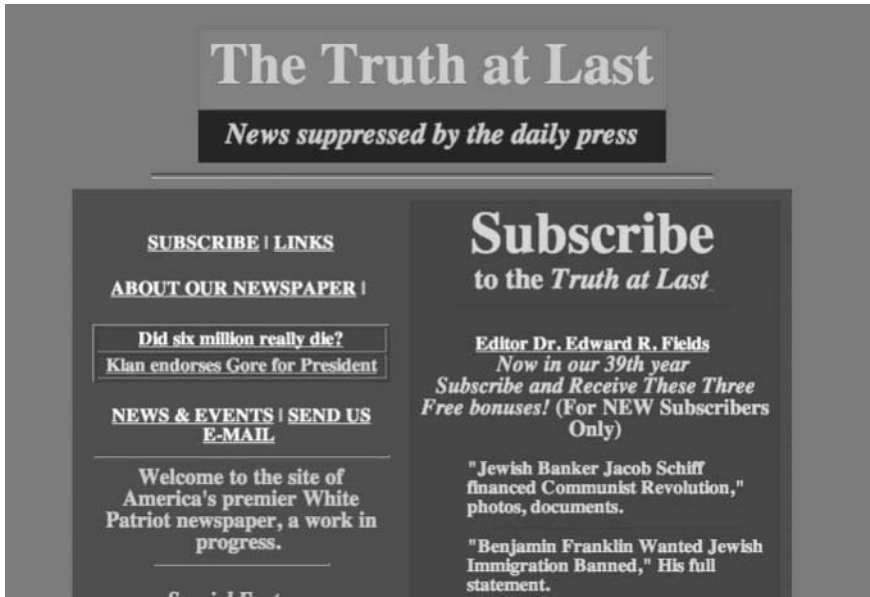 The Truth at Last
News suppressed by the daily press
SUBSCRIBE | LINKS
ABOUT OUR NEWSPAPER |
Did six million really die?
Klan endorses Gore for President
NEWS & EVENTS | SEND US
E-MAIL
Welcome to the site of
America's premier White
Patriot newspaper, a work in
progress.
Subscribe
to the Truth at Last
Editor Dr. Edward R. Fields
Now in our 39th year
Subscribe and Receive These Three
Free bonuses! (For NEW Subscribers
Only)
"Jewish Banker Jacob Schiff
financed Communist Revolution,"
photos, documents.
"Benjamin Franklin Wanted Jewish
Immigration Banned," His full
statement.